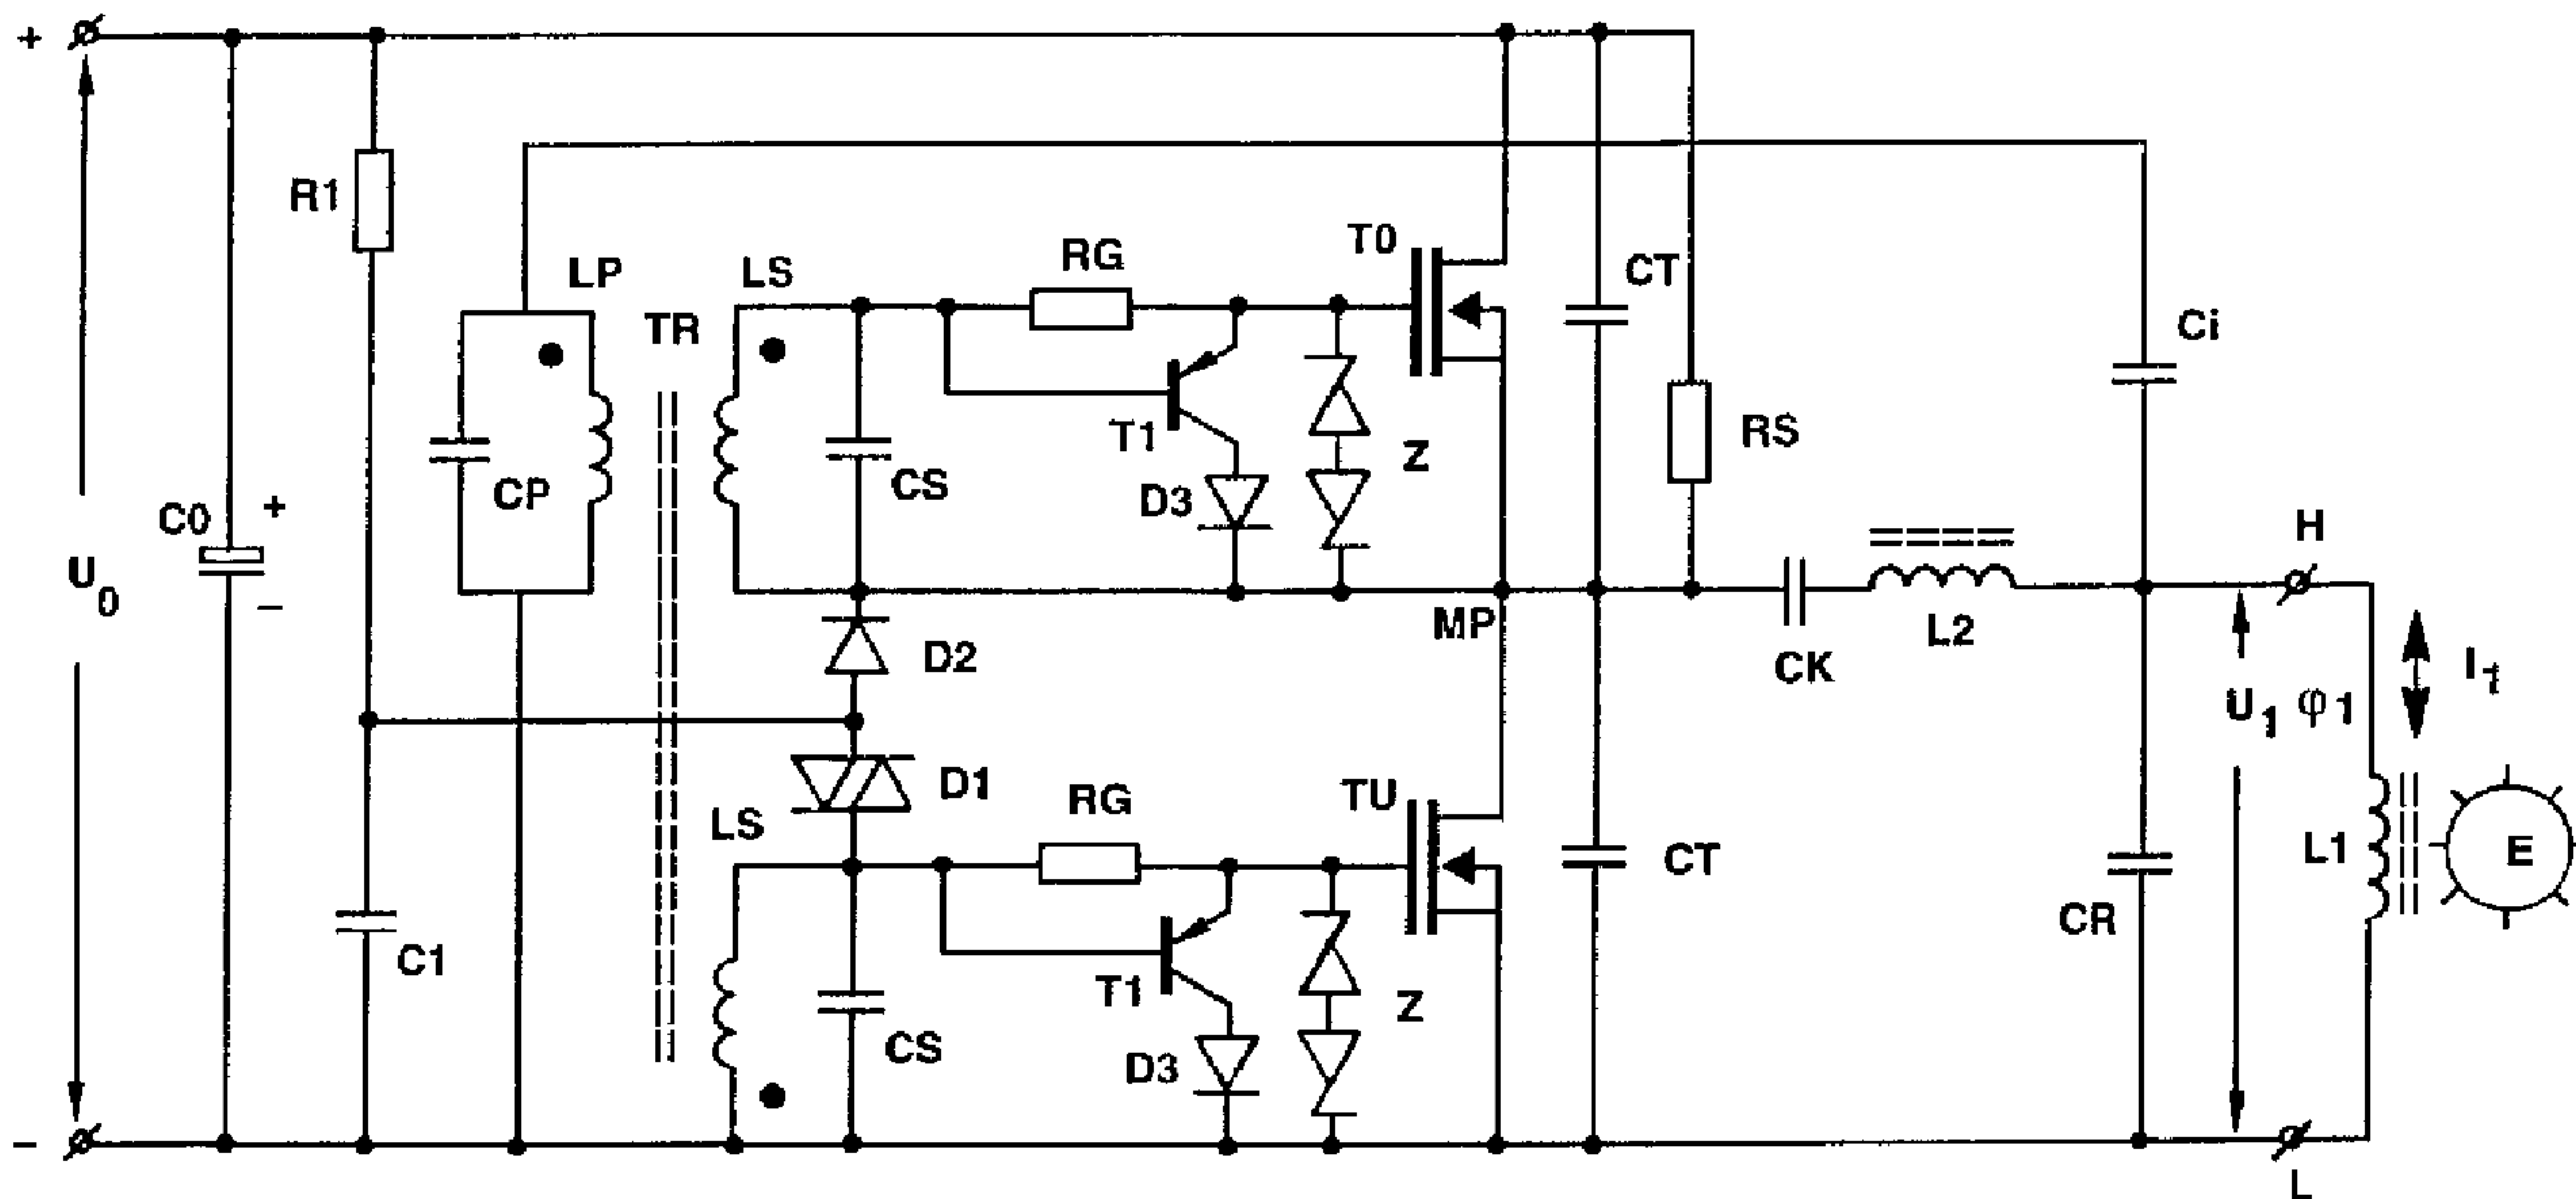 +
R1
LP
LS
RG
T0
CT
TR
Ci
T1
Z
RS
CP
CS
D3
C0
+
−
H
U0
MP
L2
D2
CK
I1
U1 φ1
D1
LS
RG
TU
CT
L1
E
CR
C1
T1
Z
CS
D3
−
L